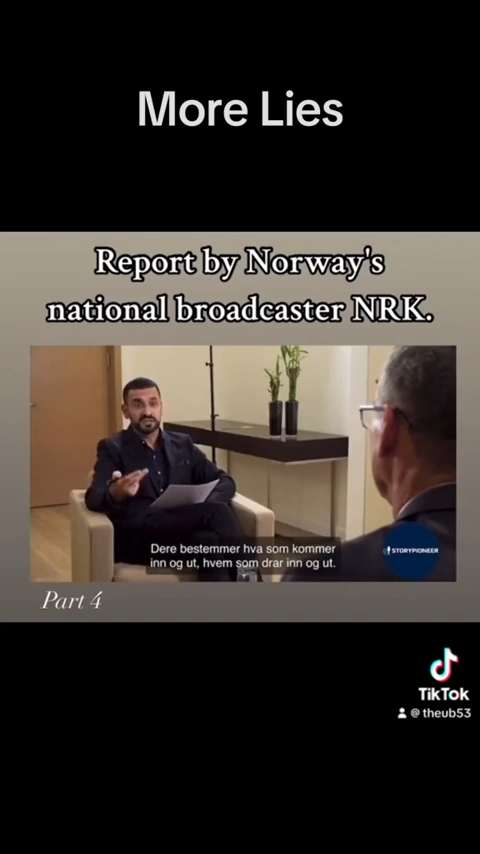 More Lies
Report by Norway's
national broadcaster NRK.
Dere bestemmer hva som kommer
inn og ut, hvem som drar inn og ut.
STORYPIONEER
Part 4
TikTok
@theub53